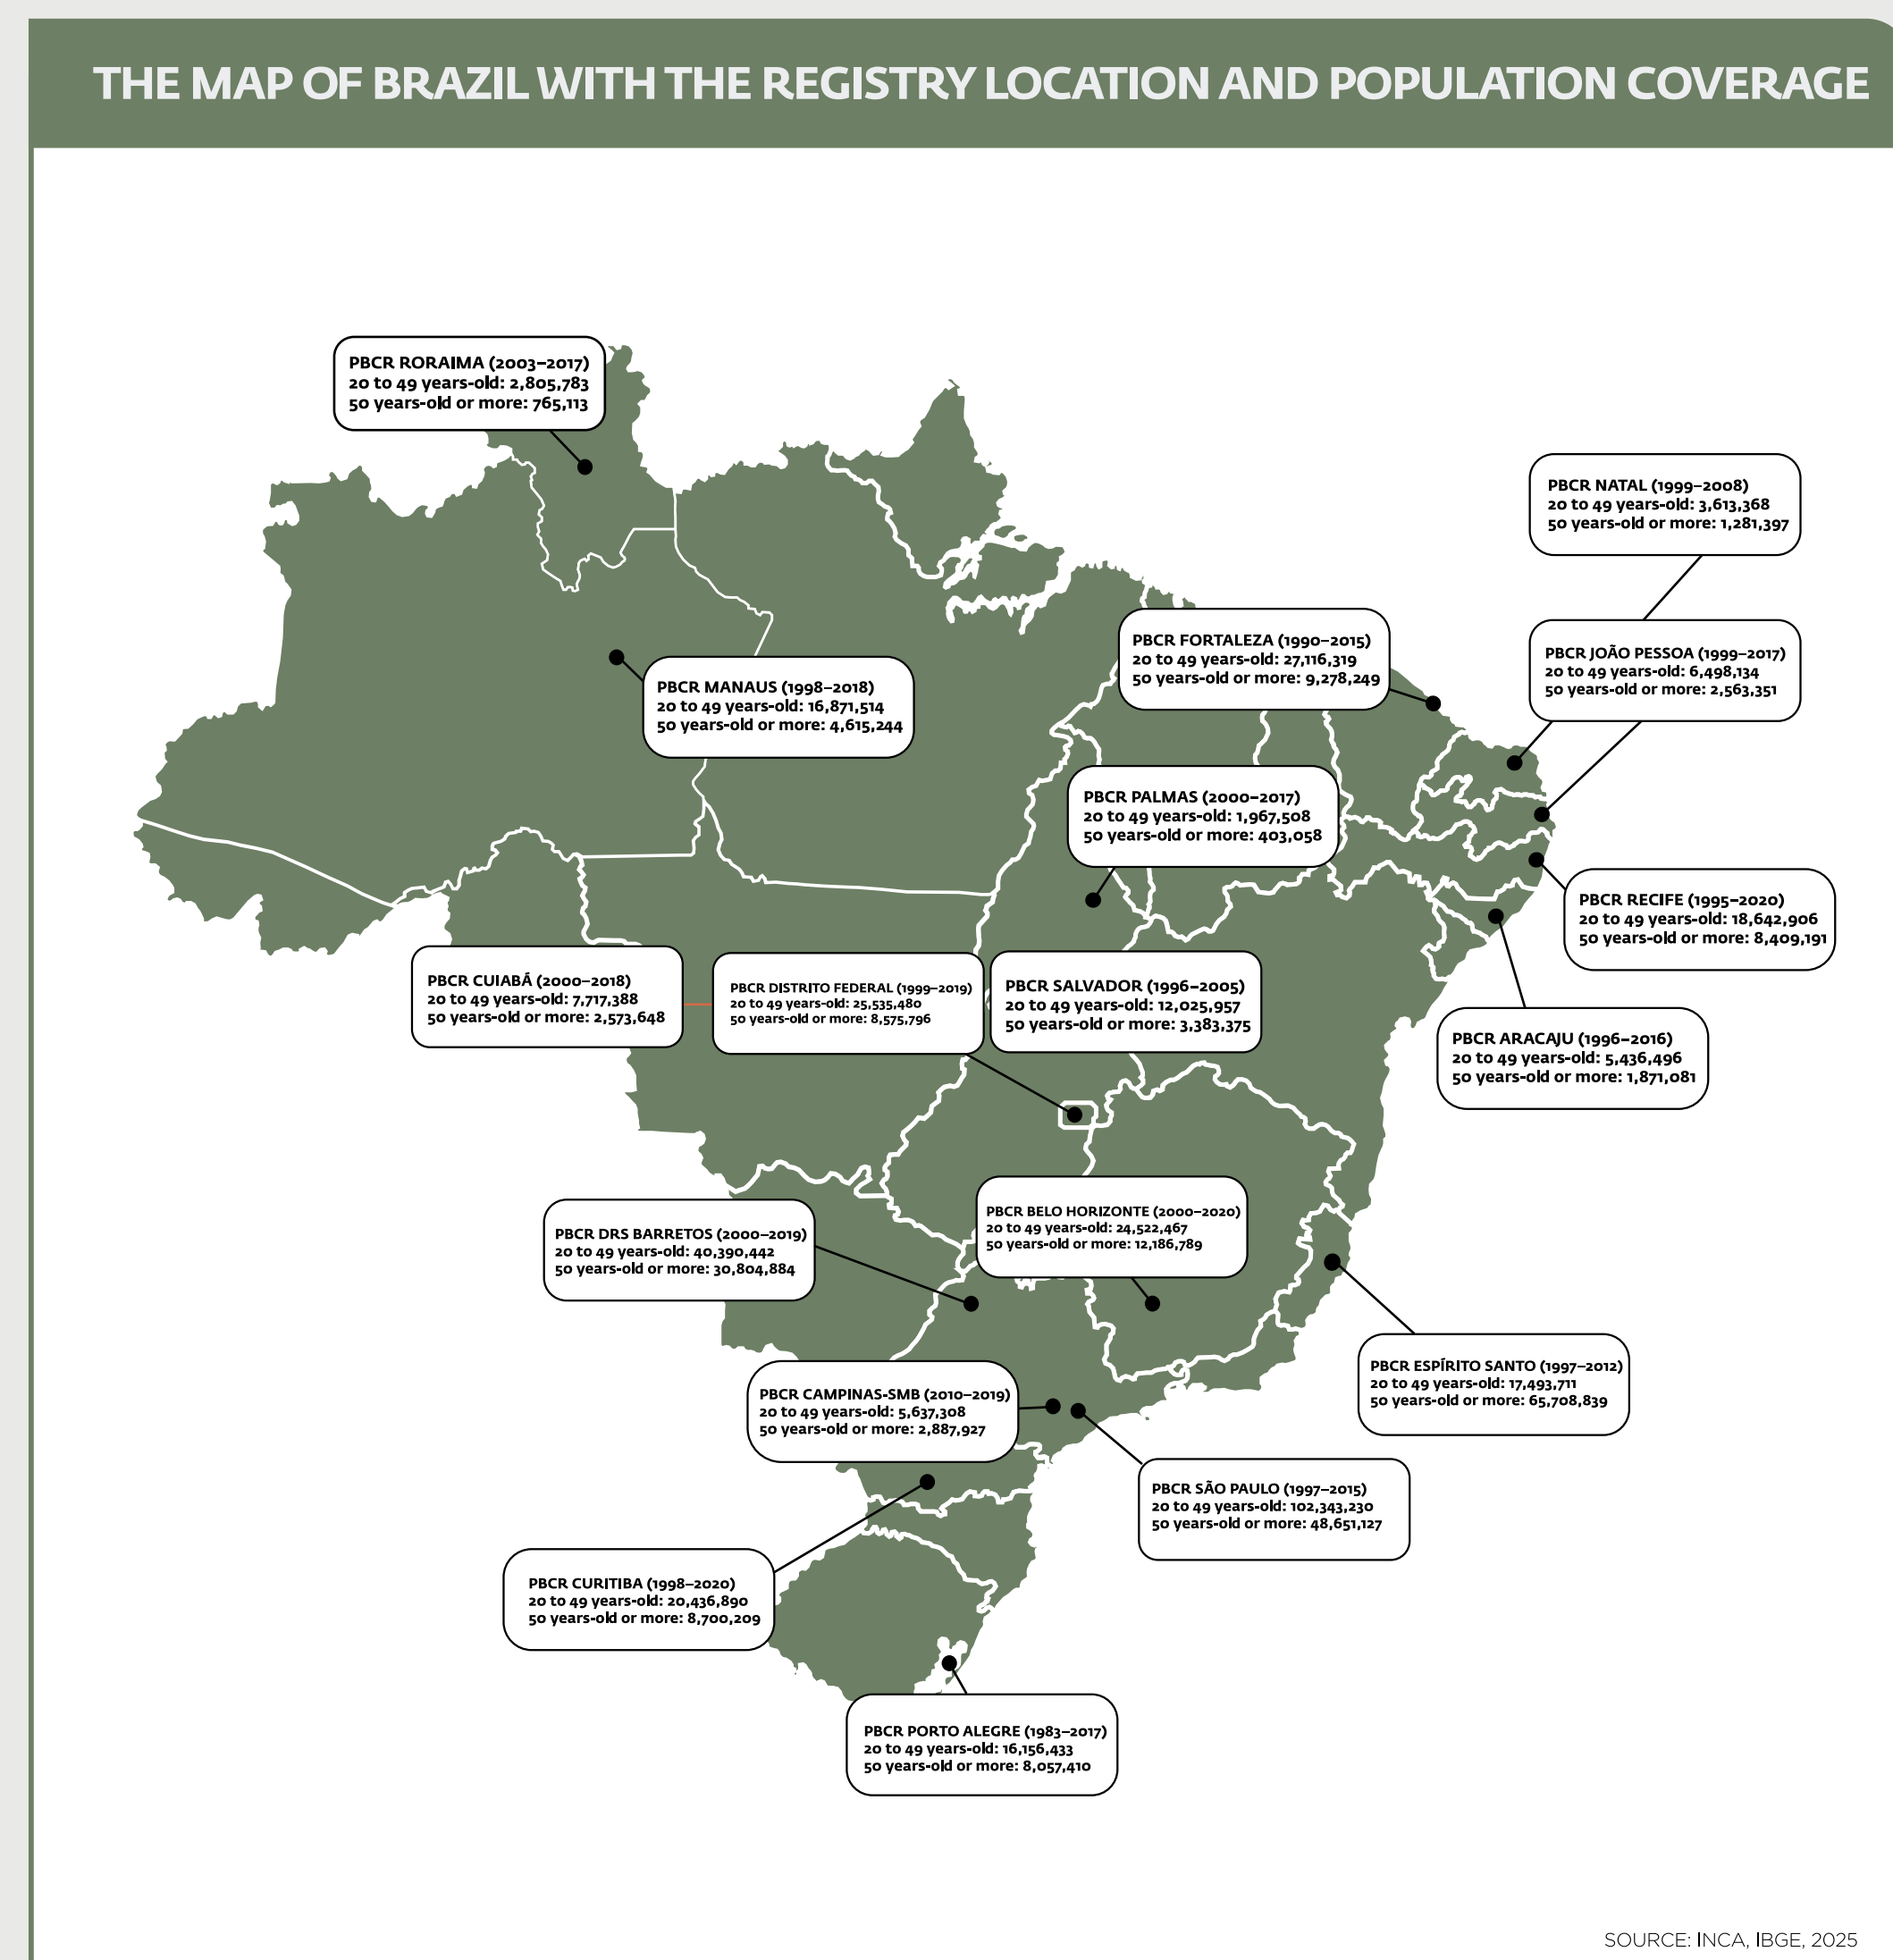 THE MAP OF BRAZIL WITH THE REGISTRY LOCATION AND POPULATION COVERAGE
PBCR RORAIMA (2003–2017)
20 to 49 years-old: 2,805,783
50 years-old or more: 765,113
PBCR NATAL (1999–2008)
20 to 49 years-old: 3,613,368
50 years-old or more: 1,281,397
PBCR FORTALEZA (1990–2015)
20 to 49 years-old: 27,116,319
50 years-old or more: 9,278,249
PBCR JOÃO PESSOA (1999–2017)
20 to 49 years-old: 6,498,134
50 years-old or more: 2,563,351
PBCR MANAUS (1998–2018)
20 to 49 years-old: 16,871,514
50 years-old or more: 4,615,244
PBCR PALMAS (2000–2017)
20 to 49 years-old: 1,967,508
50 years-old or more: 403,058
PBCR RECIFE (1995–2020)
20 to 49 years-old: 18,642,906
50 years-old or more: 8,409,191
PBCR CUIABÁ (2000–2018)
20 to 49 years-old: 7,717,388
50 years-old or more: 2,573,648
PBCR DISTRITO FEDERAL (1999–2019)
20 to 49 years-old: 25,535,480
50 years-old or more: 8,575,796
PBCR SALVADOR (1996–2005)
20 to 49 years-old: 12,025,957
50 years-old or more: 3,383,375
PBCR ARACAJU (1996–2016)
20 to 49 years-old: 5,436,496
50 years-old or more: 1,871,081
PBCR DRS BARRETOS (2000–2019)
20 to 49 years-old: 40,390,442
50 years-old or more: 30,804,884
PBCR BELO HORIZONTE (2000–2020)
20 to 49 years-old: 24,522,467
50 years-old or more: 12,186,789
PBCR ESPÍRITO SANTO (1997–2012)
20 to 49 years-old: 17,493,711
50 years-old or more: 65,708,839
PBCR CAMPINAS-SMB (2010–2019)
20 to 49 years-old: 5,637,308
50 years-old or more: 2,887,927
PBCR SÃO PAULO (1997–2015)
20 to 49 years-old: 102,343,230
50 years-old or more: 48,651,127
PBCR CURITIBA (1998–2020)
20 to 49 years-old: 20,436,890
50 years-old or more: 8,700,209
PBCR PORTO ALEGRE (1983–2017)
20 to 49 years-old: 16,156,433
50 years-old or more: 8,057,410
SOURCE: INCA, IBGE, 2025